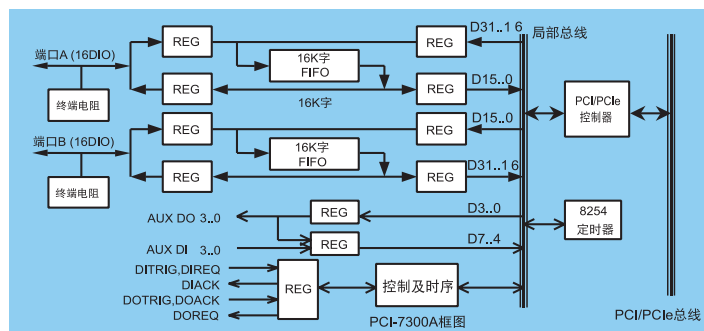 REG
REG
D31..1 6
局部总线
端口A (16DIO)
16K字
FIFO
REG
REG
D15..0
终端电阻
16K字
PCI/PCIe
控制器
REG
REG
D15..0
端口B (16DIO)
16K字
FIFO
REG
REG
D31..1 6
终端电阻
AUX DO 3..0
REG
D3..0
8254
定时器
AUX DI 3..0
REG
D7..4
DITRIG,DIREQ
DIACK
DOTRIG,DOACK
DOREQ
REG
控制及时序
PCI-7300A框图
PCI/PCIe总线